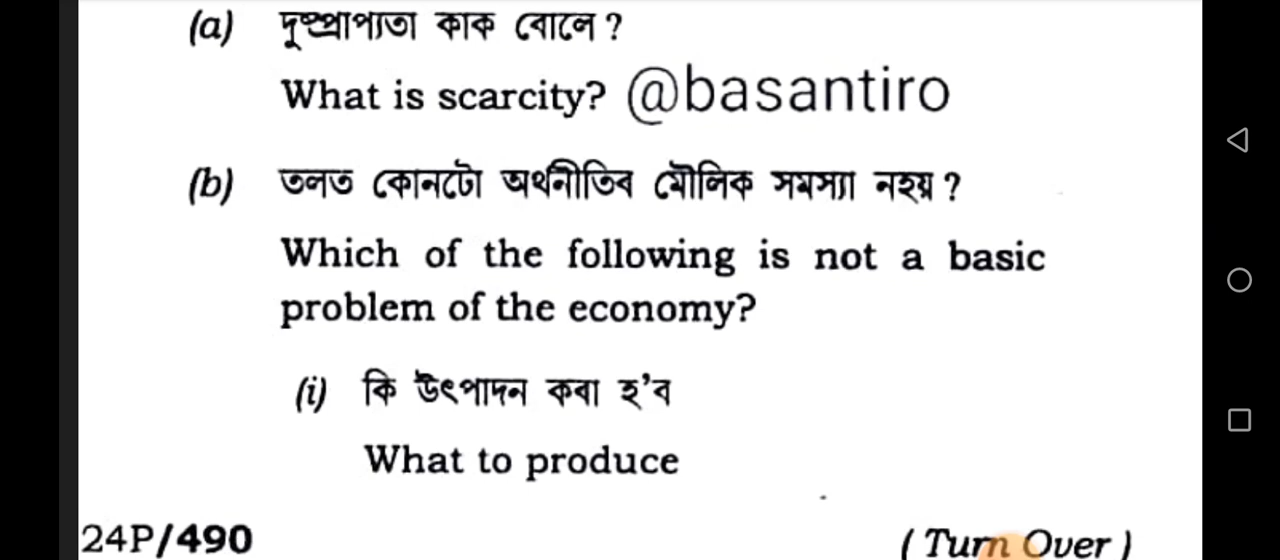 (a) দুষ্প্ৰাপ্যতা কাক বোলে ?
What is scarcity? @basantiro
(b) তলত কোনটো অৰ্থনীতিৰ মৌলিক সমস্যা নহয় ?
Which of the following is not a basic
problem of the economy?
(i) কি উৎপাদন কৰা হ'ব
What to produce
24P/490
( Turn Over )